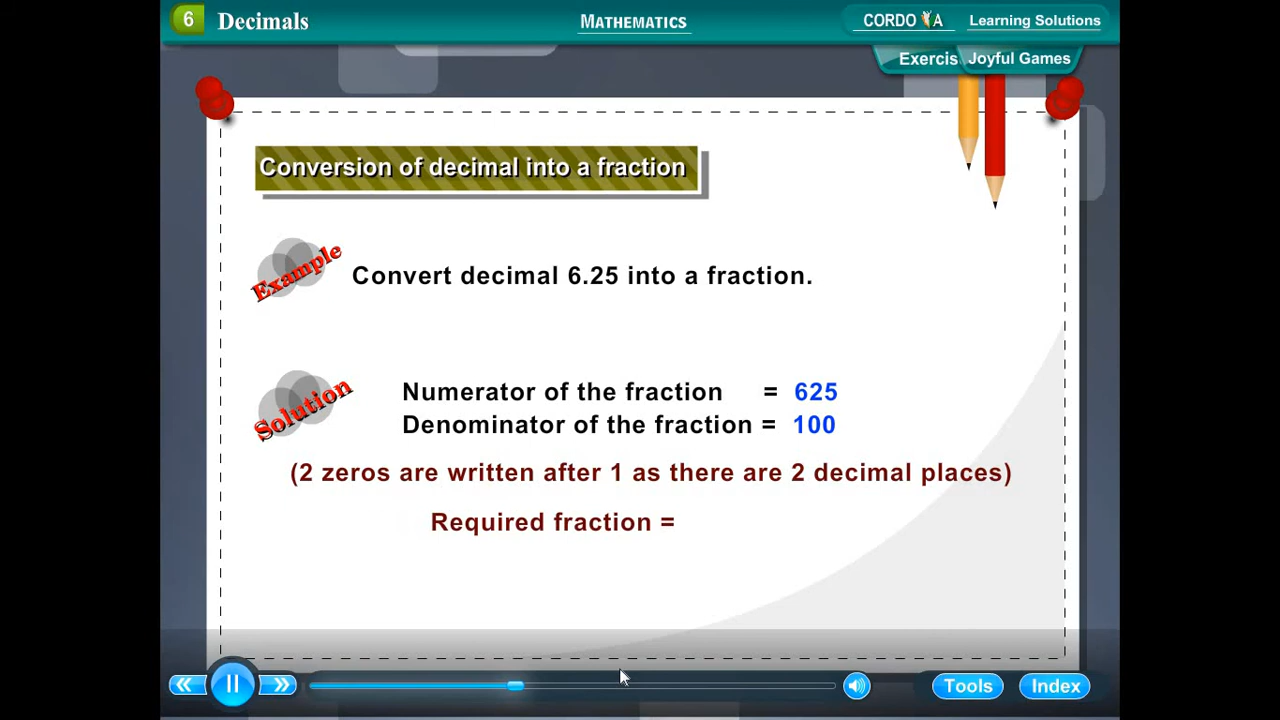 6 Decimals
MATHEMATICS
CORDOVA Learning Solutions
Exercis Joyful Games
Conversion of decimal into a fraction
Example Convert decimal 6.25 into a fraction.
Solution Numerator of the fraction = 625
Denominator of the fraction = 100
(2 zeros are written after 1 as there are 2 decimal places)
Required fraction =
Tools Index